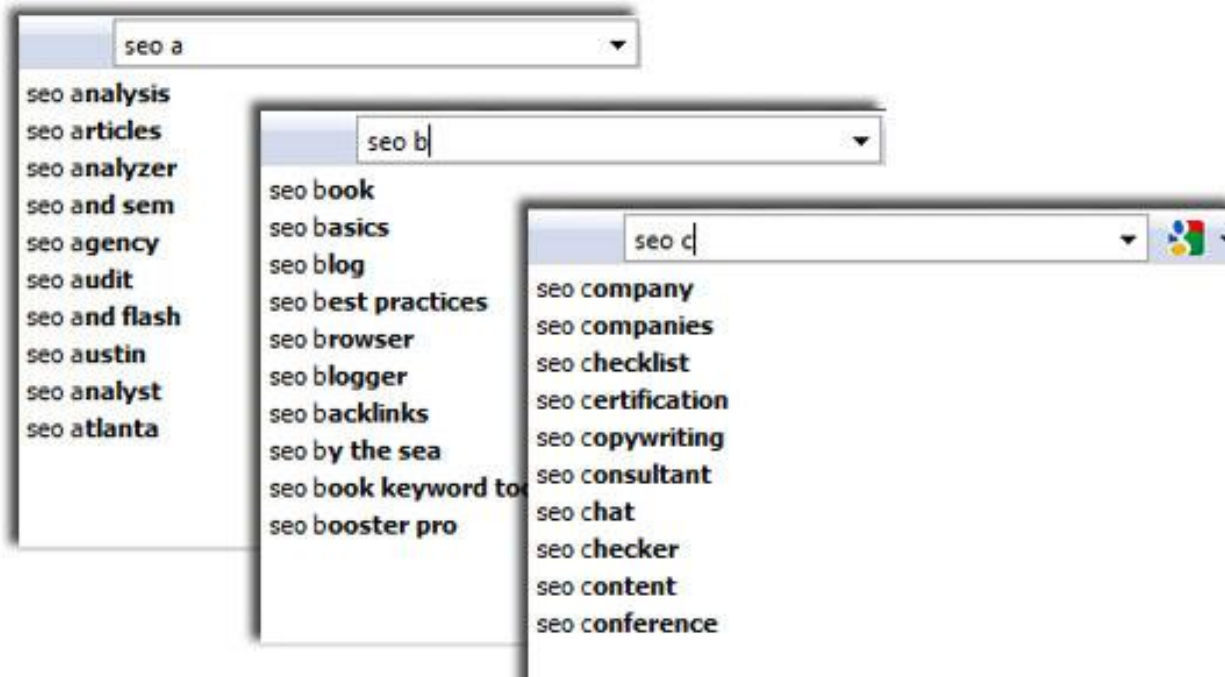 seo a
seo analysis
seo articles
seo analyzer
seo and sem
seo agency
seo audit
seo and flash
seo austin
seo analyst
seo atlanta
seo b
seo book
seo basics
seo blog
seo best practices
seo browser
seo blogger
seo backlinks
seo by the sea
seo book keyword
seo booster pro
seo c
seo company
seo companies
seo checklist
seo certification
seo copywriting
seo consultant
seo chat
seo checker
seo content
seo conference